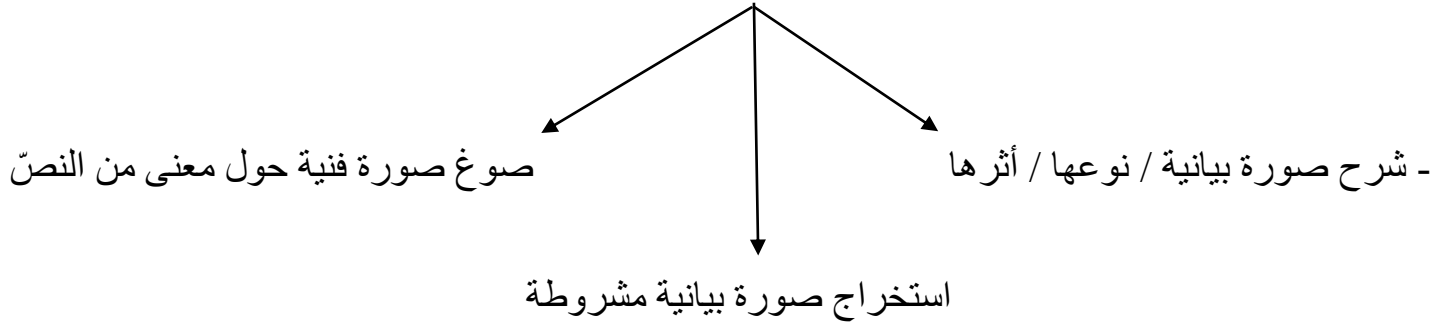 - شرح صورة بيانية / نوعها / أثرها
صوغ صورة فنية حول معنى من النصّ
استخراج صورة بيانية مشروطة